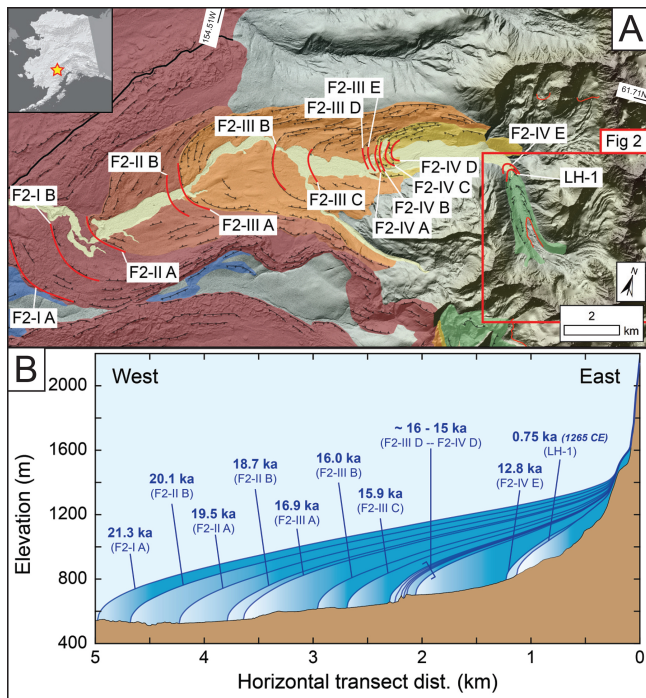 A
154.51W
61.71N
F2-III E
F2-III D
F2-III B
F2-IV E
F2-II B
Fig 2
F2-I B
F2-IV D
LH-1
F2-IV C
F2-III C
F2-IV B
F2-III A
F2-IV A
F2-II A
F2-I A
N
2
km
B
West
East
2000
1600
1200
800
400
Elevation (m)
~ 16 - 15 ka
(F2-III D -- F2-IV D)
0.75 ka (1265 CE)
(LH-1)
18.7 ka
(F2-II B)
16.0 ka
(F2-III B)
12.8 ka
(F2-IV E)
20.1 ka
(F2-II B)
15.9 ka
(F2-III C)
19.5 ka
(F2-II A)
16.9 ka
(F2-III A)
21.3 ka
(F2-I A)
5
4
3
2
1
0
Horizontal transect dist. (km)